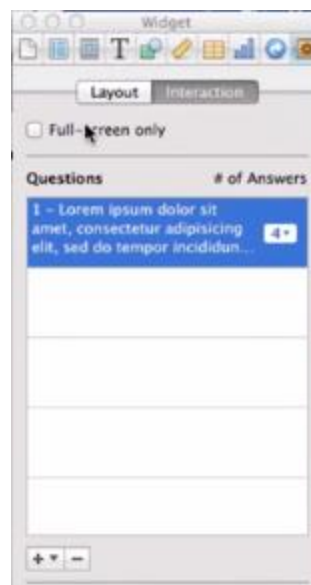 Widget
T
Layout Interaction
Full-screen only
Questions # of Answers
1 - Lorem ipsum dolor sit
amet, consectetur adipisicing
elit, sed do tempor incididun...
4
+ -